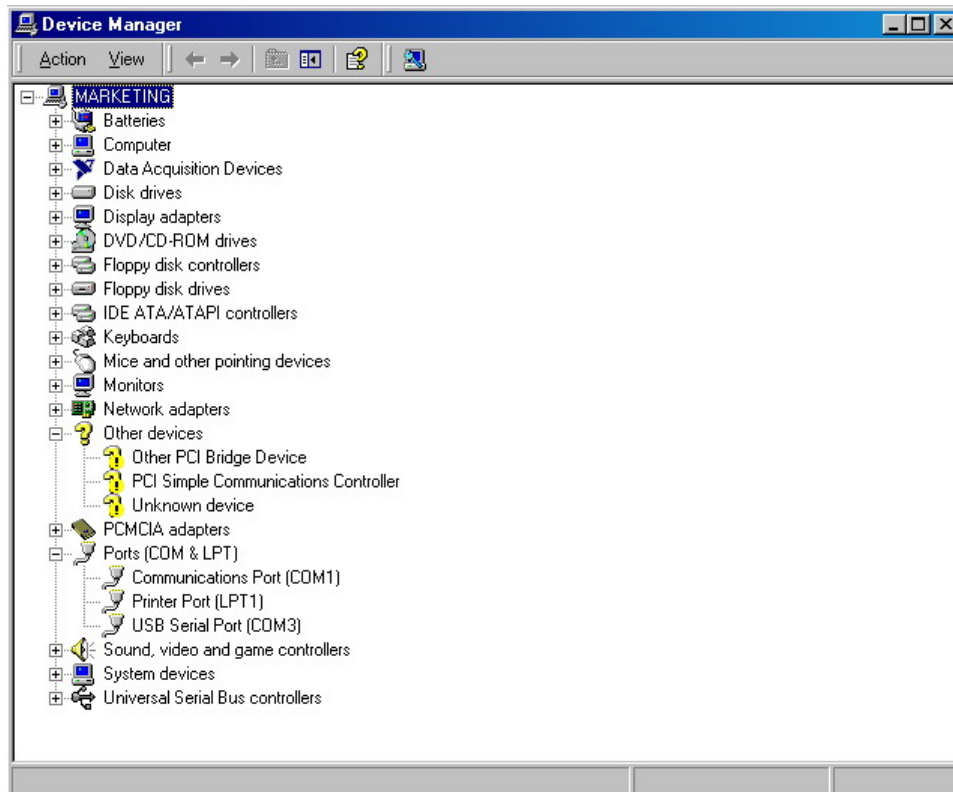 Device Manager
Action View
MARKETING
Batteries
Computer
Data Acquisition Devices
Disk drives
Display adapters
DVD/CD-ROM drives
Floppy disk controllers
Floppy disk drives
IDE ATA/ATAPI controllers
Keyboards
Mice and other pointing devices
Monitors
Network adapters
Other devices
Other PCI Bridge Device
PCI Simple Communications Controller
Unknown device
PCMCIA adapters
Ports (COM & LPT)
Communications Port (COM1)
Printer Port (LPT1)
USB Serial Port (COM3)
Sound, video and game controllers
System devices
Universal Serial Bus controllers